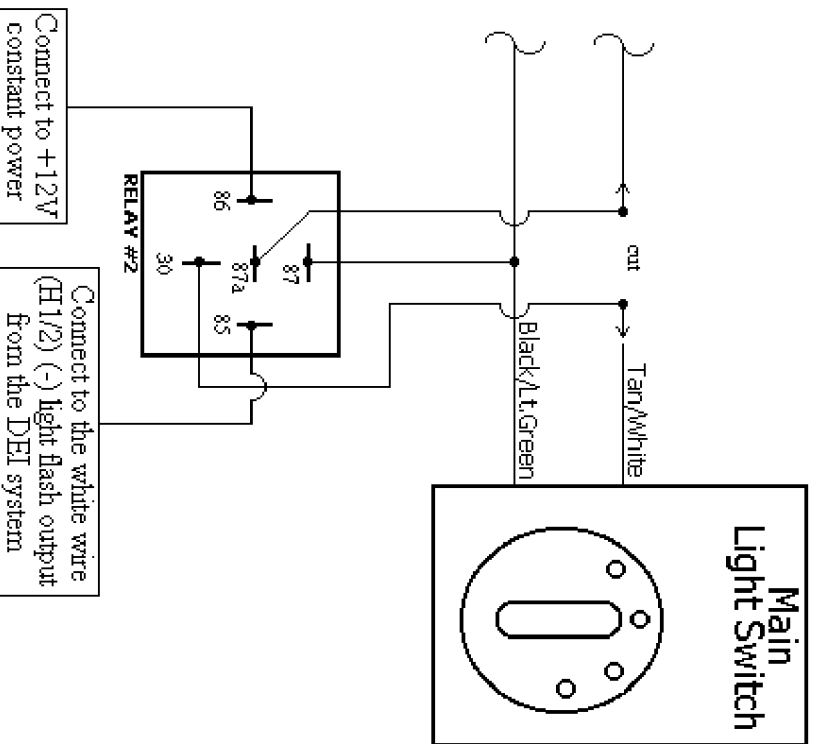 Main
Light Switch
Tan/White
Black/Lt.Green
cut
86
87
87a
30
85
RELAY #2
Connect to +12V
constant power
Connect to the white wire
(H1/2) (-) light flash output
from the DEI system